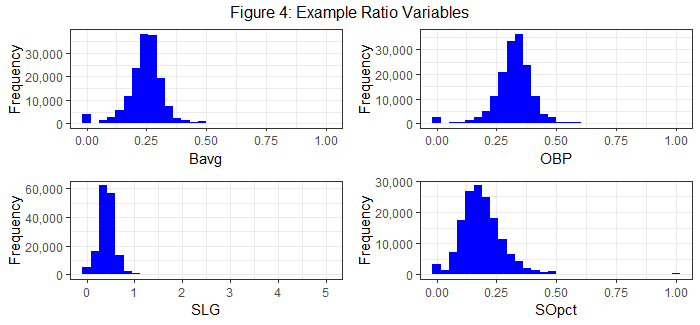 Figure 4: Example Ratio Variables
Frequency
30,000
20,000
10,000
0
0.00 0.25 0.50 0.75 1.00
Bavg
Frequency
30,000
20,000
10,000
0
0.00 0.25 0.50 0.75 1.00
OBP
Frequency
60,000
40,000
20,000
0
0 1 2 3 4 5
SLG
Frequency
30,000
20,000
10,000
0
0.00 0.25 0.50 0.75 1.00
SOpct